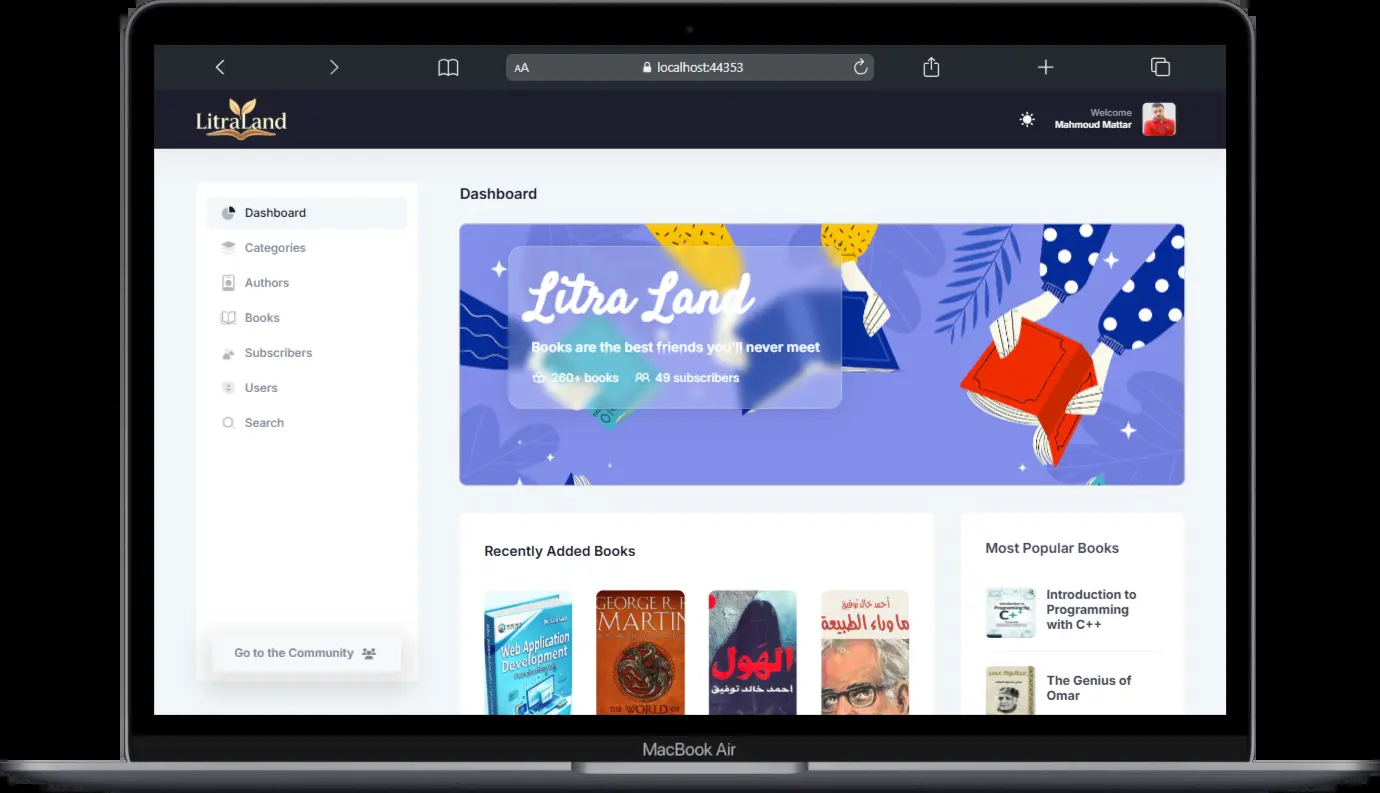 AA
localhost:44353
LitraLand
Welcome
Mahmoud Mattar
Dashboard
Categories
Authors
Books
Subscribers
Users
Search
Go to the Community
Dashboard
Litra Land
Books are the best friends you'll never meet
260+ books
49 subscribers
Recently Added Books
Web Application
Development
GEORGE R. R
MARTIN
THE WORLD OF
الهَول
أحمد خالد توفيق
أحمد خالد توفيق
ما وراء الطبيعة
Most Popular Books
Introduction to
Programming
with C++
The Genius of
Omar
MacBook Air